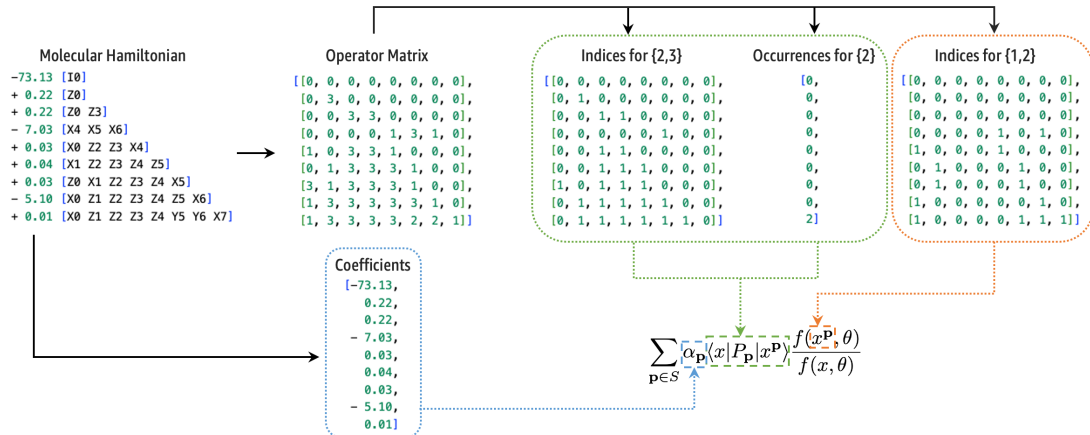 Molecular Hamiltonian
-73.13 [I0]
+ 0.22 [Z0]
+ 0.22 [Z0 Z3]
- 7.03 [X4 X5 X6]
+ 0.03 [X0 Z2 Z3 X4]
+ 0.04 [X1 Z2 Z3 Z4 Z5]
+ 0.03 [Z0 X1 Z2 Z3 Z4 X5]
- 5.10 [X0 Z1 Z2 Z3 Z4 Z5 X6]
+ 0.01 [X0 Z1 Z2 Z3 Z4 Y5 Y6 X7]
Operator Matrix
[[0, 0, 0, 0, 0, 0, 0, 0],
[0, 3, 0, 0, 0, 0, 0, 0],
[0, 0, 3, 3, 0, 0, 0, 0],
[0, 0, 0, 0, 1, 3, 1, 0],
[1, 0, 3, 3, 1, 0, 0, 0],
[0, 1, 3, 3, 3, 1, 0, 0],
[3, 1, 3, 3, 3, 1, 0, 0],
[1, 3, 3, 3, 3, 3, 1, 0],
[1, 3, 3, 3, 3, 2, 2, 1]]
Indices for {2,3}
[[0, 0, 0, 0, 0, 0, 0, 0],
[0, 1, 0, 0, 0, 0, 0, 0],
[0, 0, 1, 1, 0, 0, 0, 0],
[0, 0, 0, 0, 0, 1, 0, 0],
[0, 0, 1, 1, 0, 0, 0, 0],
[0, 0, 1, 1, 1, 0, 0, 0],
[1, 0, 1, 1, 1, 0, 0, 0],
[0, 1, 1, 1, 1, 1, 0, 0],
[0, 1, 1, 1, 1, 1, 1, 0]]
Occurrences for {2}
[0,
0,
0,
0,
0,
0,
0,
0,
2]
Indices for {1,2}
[[0, 0, 0, 0, 0, 0, 0, 0],
[0, 0, 0, 0, 0, 0, 0, 0],
[0, 0, 0, 0, 0, 0, 0, 0],
[0, 0, 0, 0, 1, 0, 1, 0],
[1, 0, 0, 0, 1, 0, 0, 0],
[0, 1, 0, 0, 0, 1, 0, 0],
[0, 1, 0, 0, 0, 1, 0, 0],
[1, 0, 0, 0, 0, 0, 1, 0],
[1, 0, 0, 0, 0, 1, 1, 1]]
Coefficients
[-73.13,
0.22,
0.22,
- 7.03,
0.03,
0.04,
0.03,
- 5.10,
0.01]
∑_{p∈S} α_p ⟨x|P_p|x^p⟩ f(x^p, θ) / f(x, θ)